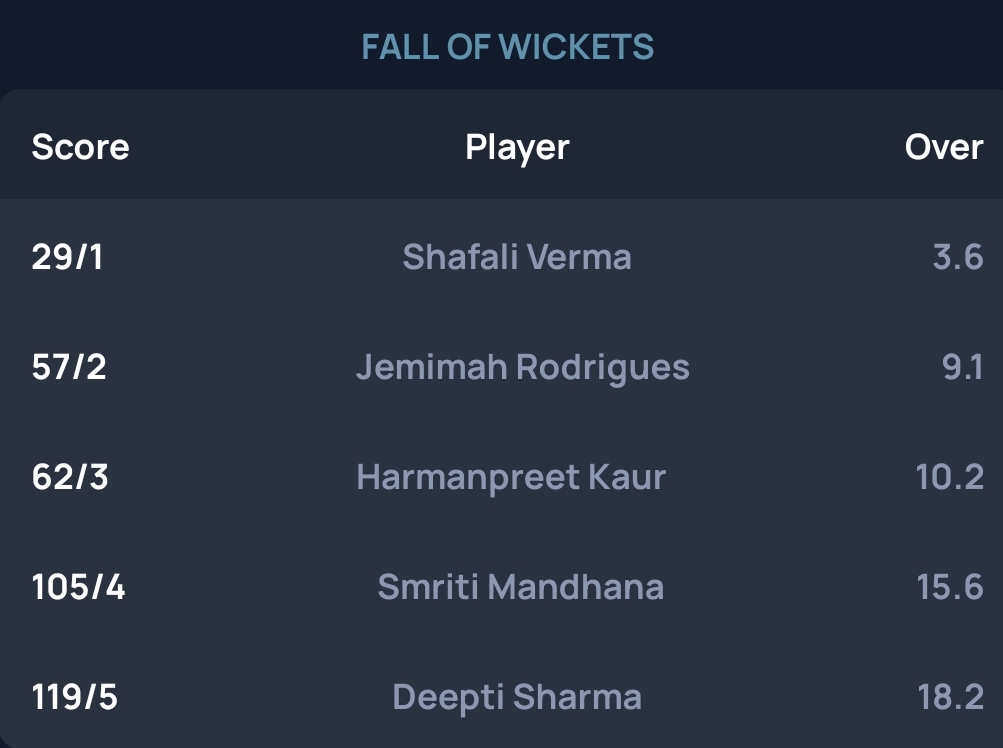 FALL OF WICKETS
Score Player Over
29/1 Shafali Verma 3.6
57/2 Jemimah Rodrigues 9.1
62/3 Harmanpreet Kaur 10.2
105/4 Smriti Mandhana 15.6
119/5 Deepti Sharma 18.2